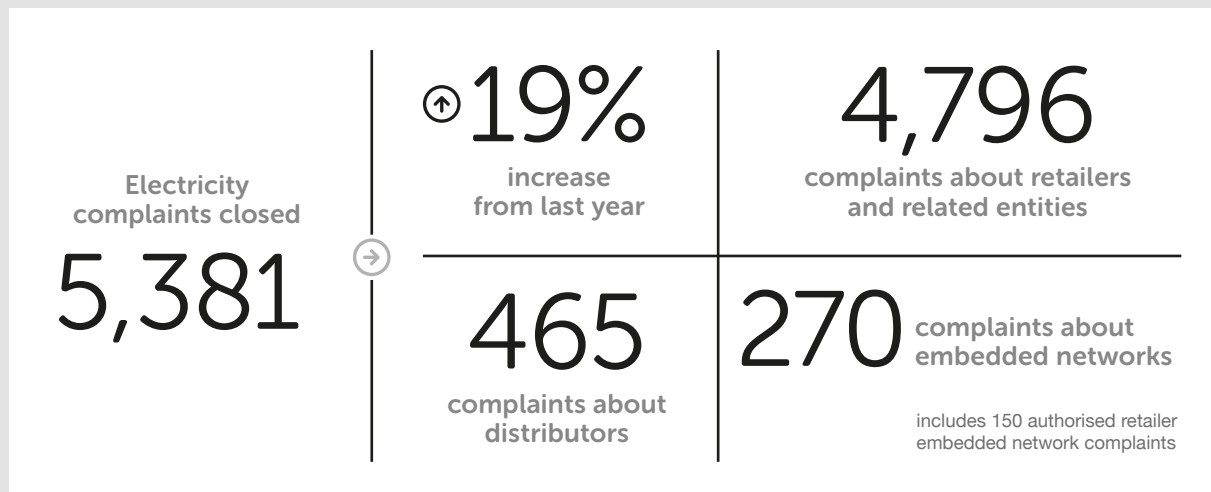 Electricity
complaints closed
5,381
19%
increase
from last year
4,796
complaints about retailers
and related entities
465
complaints about
distributors
270
complaints about
embedded networks
includes 150 authorised retailer
embedded network complaints